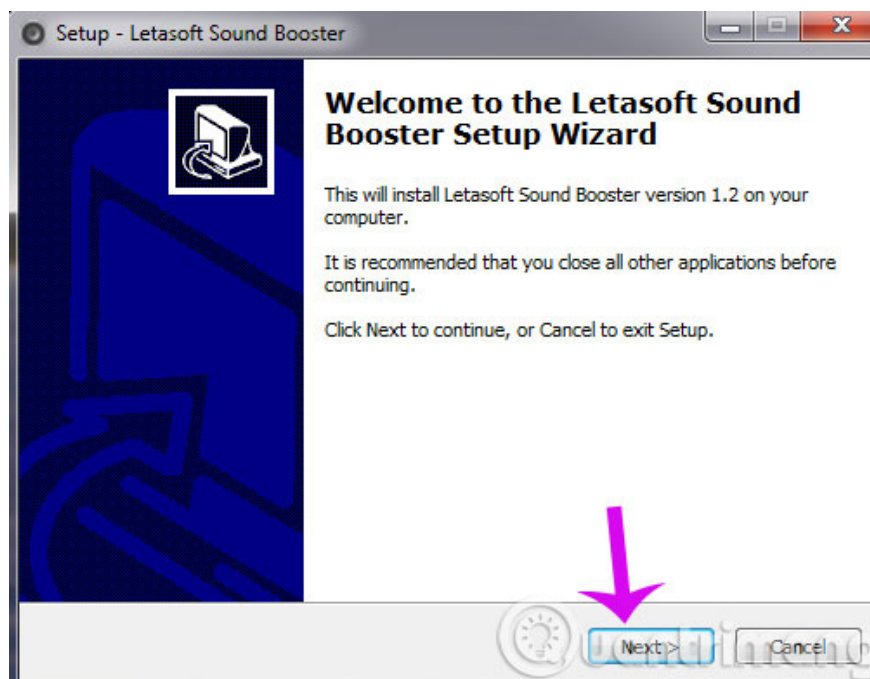 Setup - Letasoft Sound Booster
Welcome to the Letasoft Sound
Booster Setup Wizard
This will install Letasoft Sound Booster version 1.2 on your
computer.
It is recommended that you close all other applications before
continuing.
Click Next to continue, or Cancel to exit Setup.
Next >
Cancel